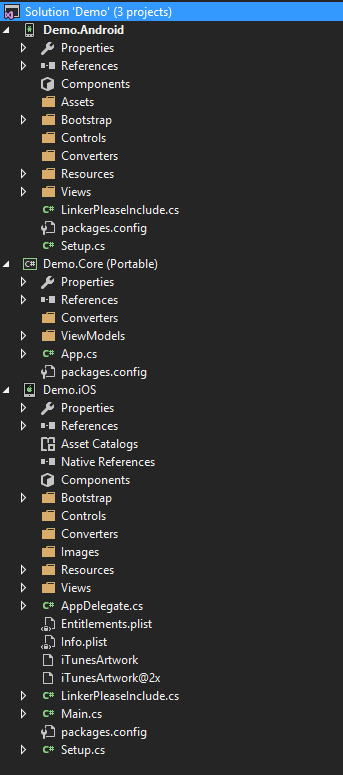 Solution 'Demo' (3 projects)
Demo.Android
Properties
References
Components
Assets
Bootstrap
Controls
Converters
Resources
Views
C# LinkerPleaseInclude.cs
packages.config
C# Setup.cs
C# Demo.Core (Portable)
Properties
References
Converters
ViewModels
C# App.cs
packages.config
Demo.iOS
Properties
References
Asset Catalogs
Native References
Components
Bootstrap
Controls
Converters
Images
Resources
Views
C# AppDelegate.cs
Entitlements.plist
Info.plist
iTunesArtwork
iTunesArtwork@2x
C# LinkerPleaseInclude.cs
C# Main.cs
packages.config
C# Setup.cs